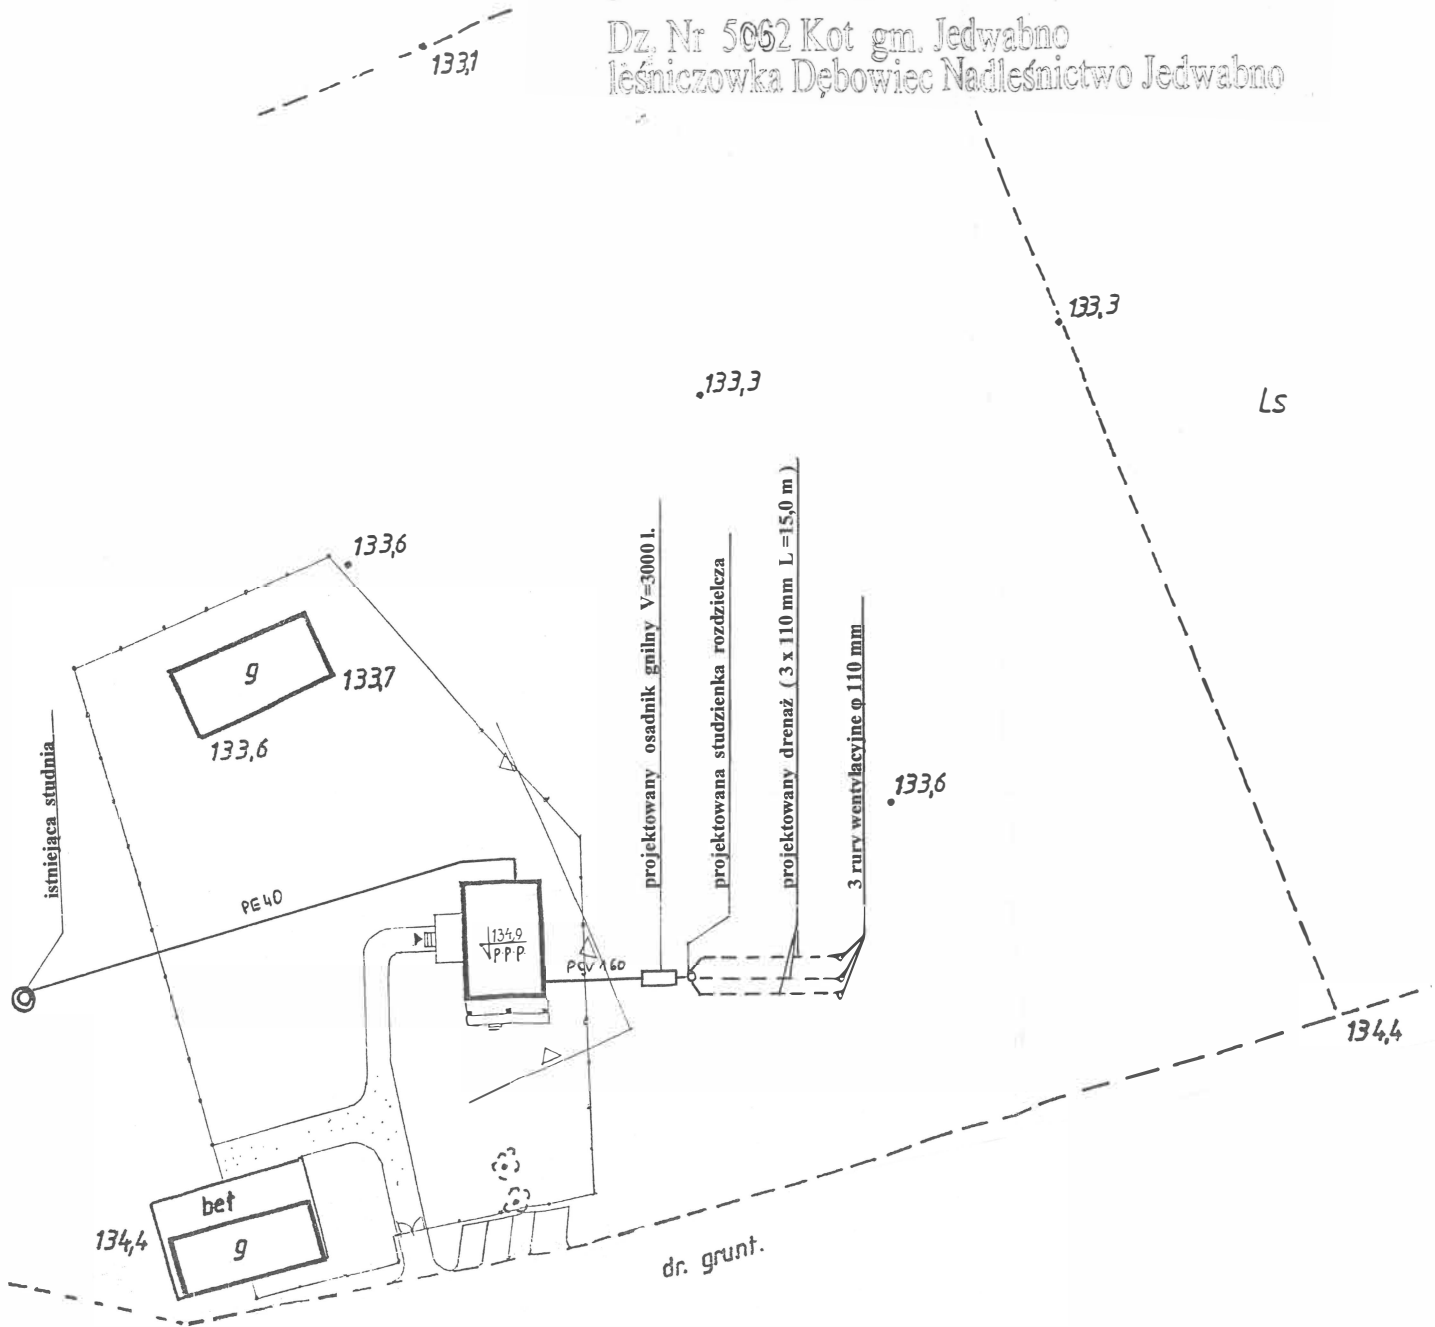 Dz. Nr 5062 Kot gm. Jedwabno
leśniczowka Dębowiec Nadleśnictwo Jedwabno
133,1
133,3
133,3
Ls
133,6
g
133,7
133,6
istniejąca studnia
projektowany osadnik gnilny V=3000 l.
projektowana studzienka rozdzielcza
projektowany drenaż ( 3 x 110 mm L =15,0 m )
3 rury wentylacyjne φ 110 mm
133,6
PE40
134,9
p.p.p.
PCV 160
134,4
bet
134,4
g
dr. grunt.